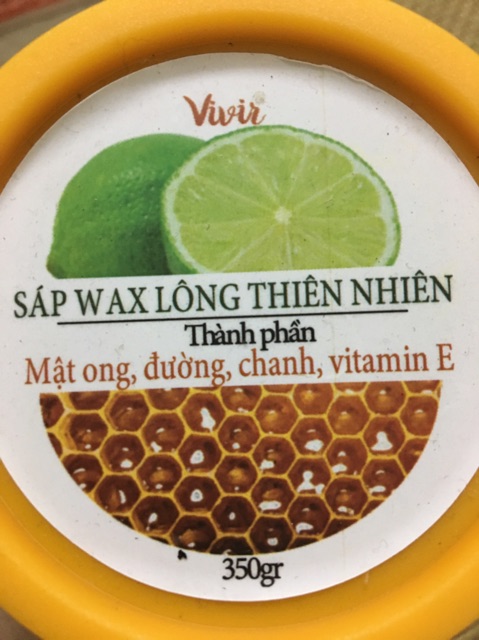 Vivir
SÁP WAX LÔNG THIÊN NHIÊN
Thành phần
Mật ong, đường, chanh, vitamin E
350gr